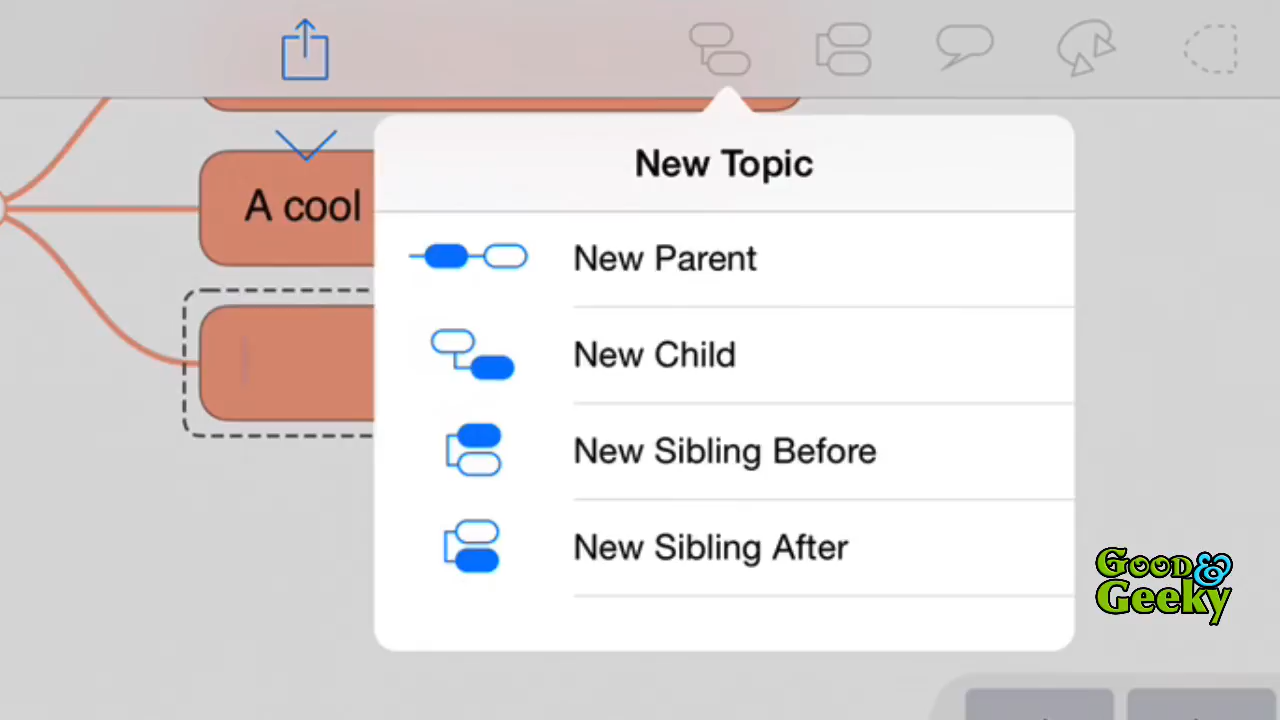 New Topic
A cool
New Parent
New Child
New Sibling Before
New Sibling After
Good &
Geeky